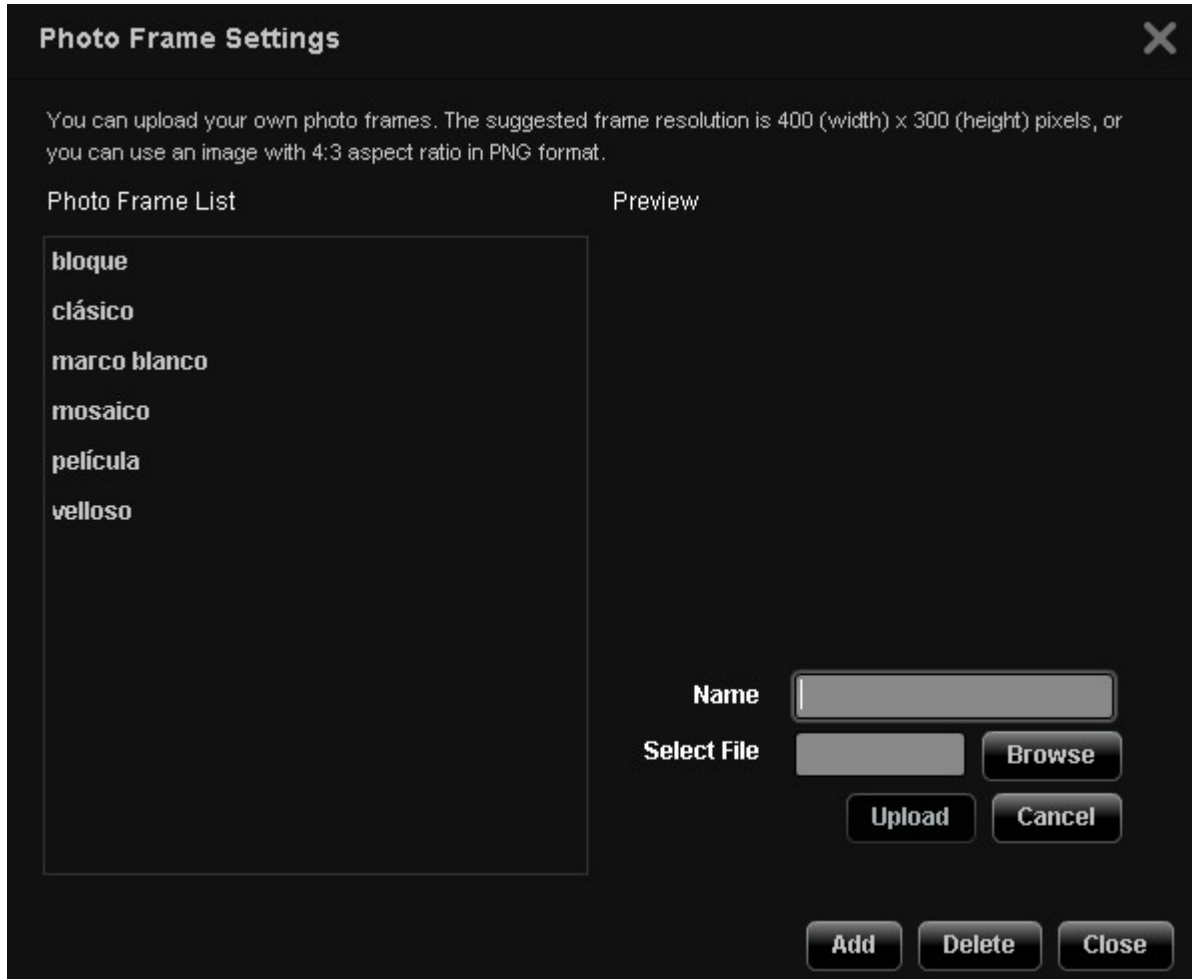 Photo Frame Settings
You can upload your own photo frames. The suggested frame resolution is 400 (width) x 300 (height) pixels, or
you can use an image with 4:3 aspect ratio in PNG format.
Photo Frame List
Preview
bloque
clásico
marco blanco
mosaico
película
velloso
Name
Select File
Browse
Upload
Cancel
Add
Delete
Close